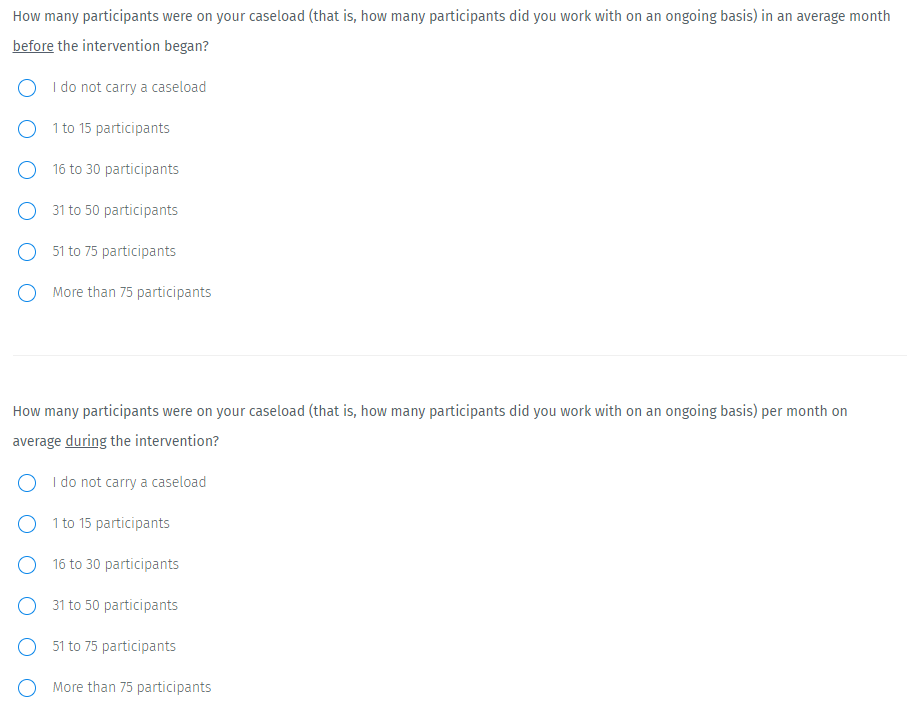 How many participants were on your caseload (that is, how many participants did you work with on an ongoing basis) in an average month
before the intervention began?
I do not carry a caseload
1 to 15 participants
16 to 30 participants
31 to 50 participants
51 to 75 participants
More than 75 participants
How many participants were on your caseload (that is, how many participants did you work with on an ongoing basis) per month on
average during the intervention?
I do not carry a caseload
1 to 15 participants
16 to 30 participants
31 to 50 participants
51 to 75 participants
More than 75 participants